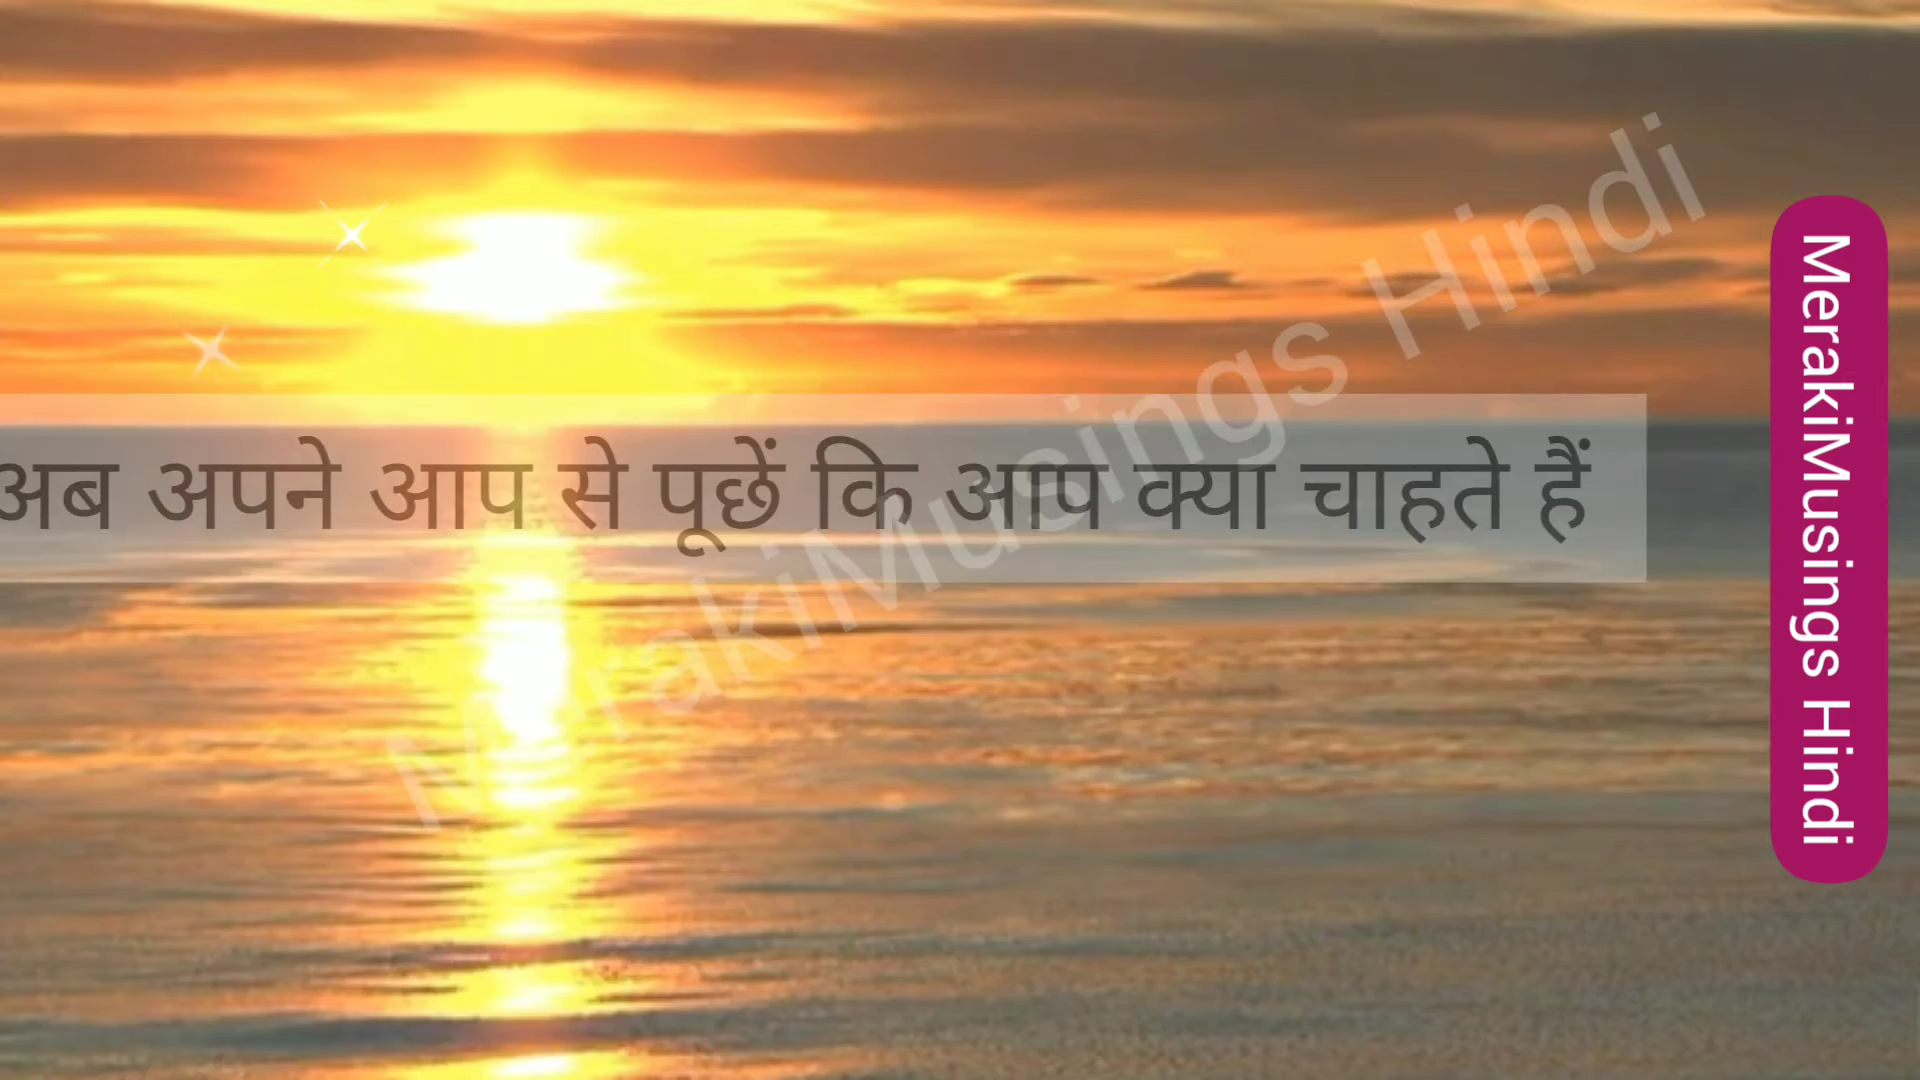 अब अपने आप से पूछें कि आप क्या चाहते हैं
MerakiMusings Hindi
MerakiMusings Hindi